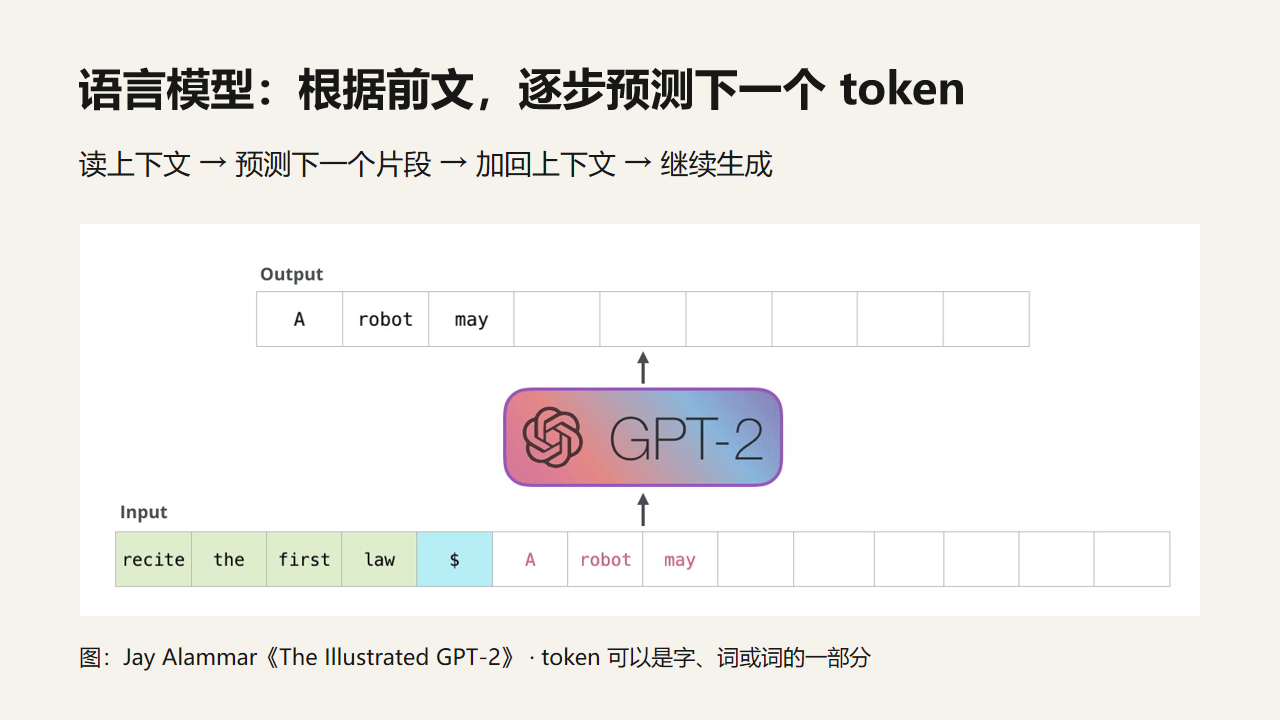 语言模型：根据前文，逐步预测下一个 token
读上下文 → 预测下一个片段 → 加回上下文 → 继续生成
Output
A robot may
GPT-2
Input
recite the first law $ A robot may
图：Jay Alammar《The Illustrated GPT-2》 · token 可以是字、词或词的一部分